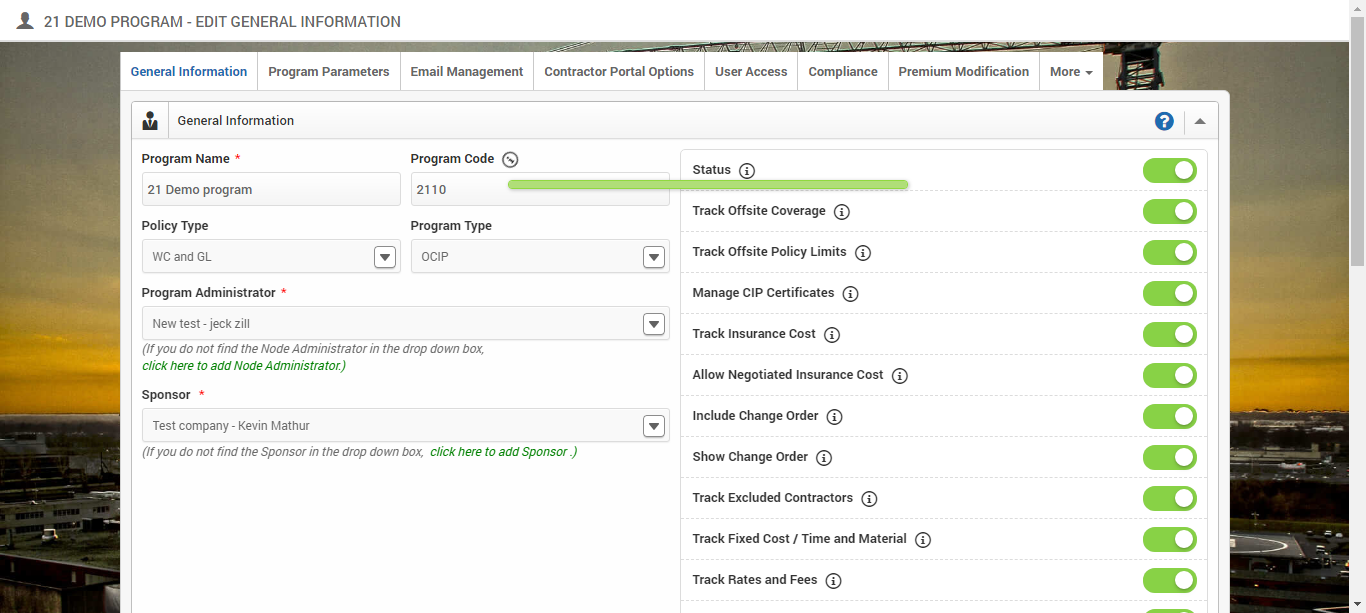 21 DEMO PROGRAM - EDIT GENERAL INFORMATION
General Information Program Parameters Email Management Contractor Portal Options User Access Compliance Premium Modification More
General Information
Program Name * Program Code
21 Demo program 2110
Policy Type Program Type
WC and GL OCIP
Program Administrator *
New test - jeck zill
(If you do not find the Node Administrator in the drop down box,
click here to add Node Administrator.)
Sponsor *
Test company - Kevin Mathur
(If you do not find the Sponsor in the drop down box, click here to add Sponsor .)
Status
Track Offsite Coverage
Track Offsite Policy Limits
Manage CIP Certificates
Track Insurance Cost
Allow Negotiated Insurance Cost
Include Change Order
Show Change Order
Track Excluded Contractors
Track Fixed Cost / Time and Material
Track Rates and Fees